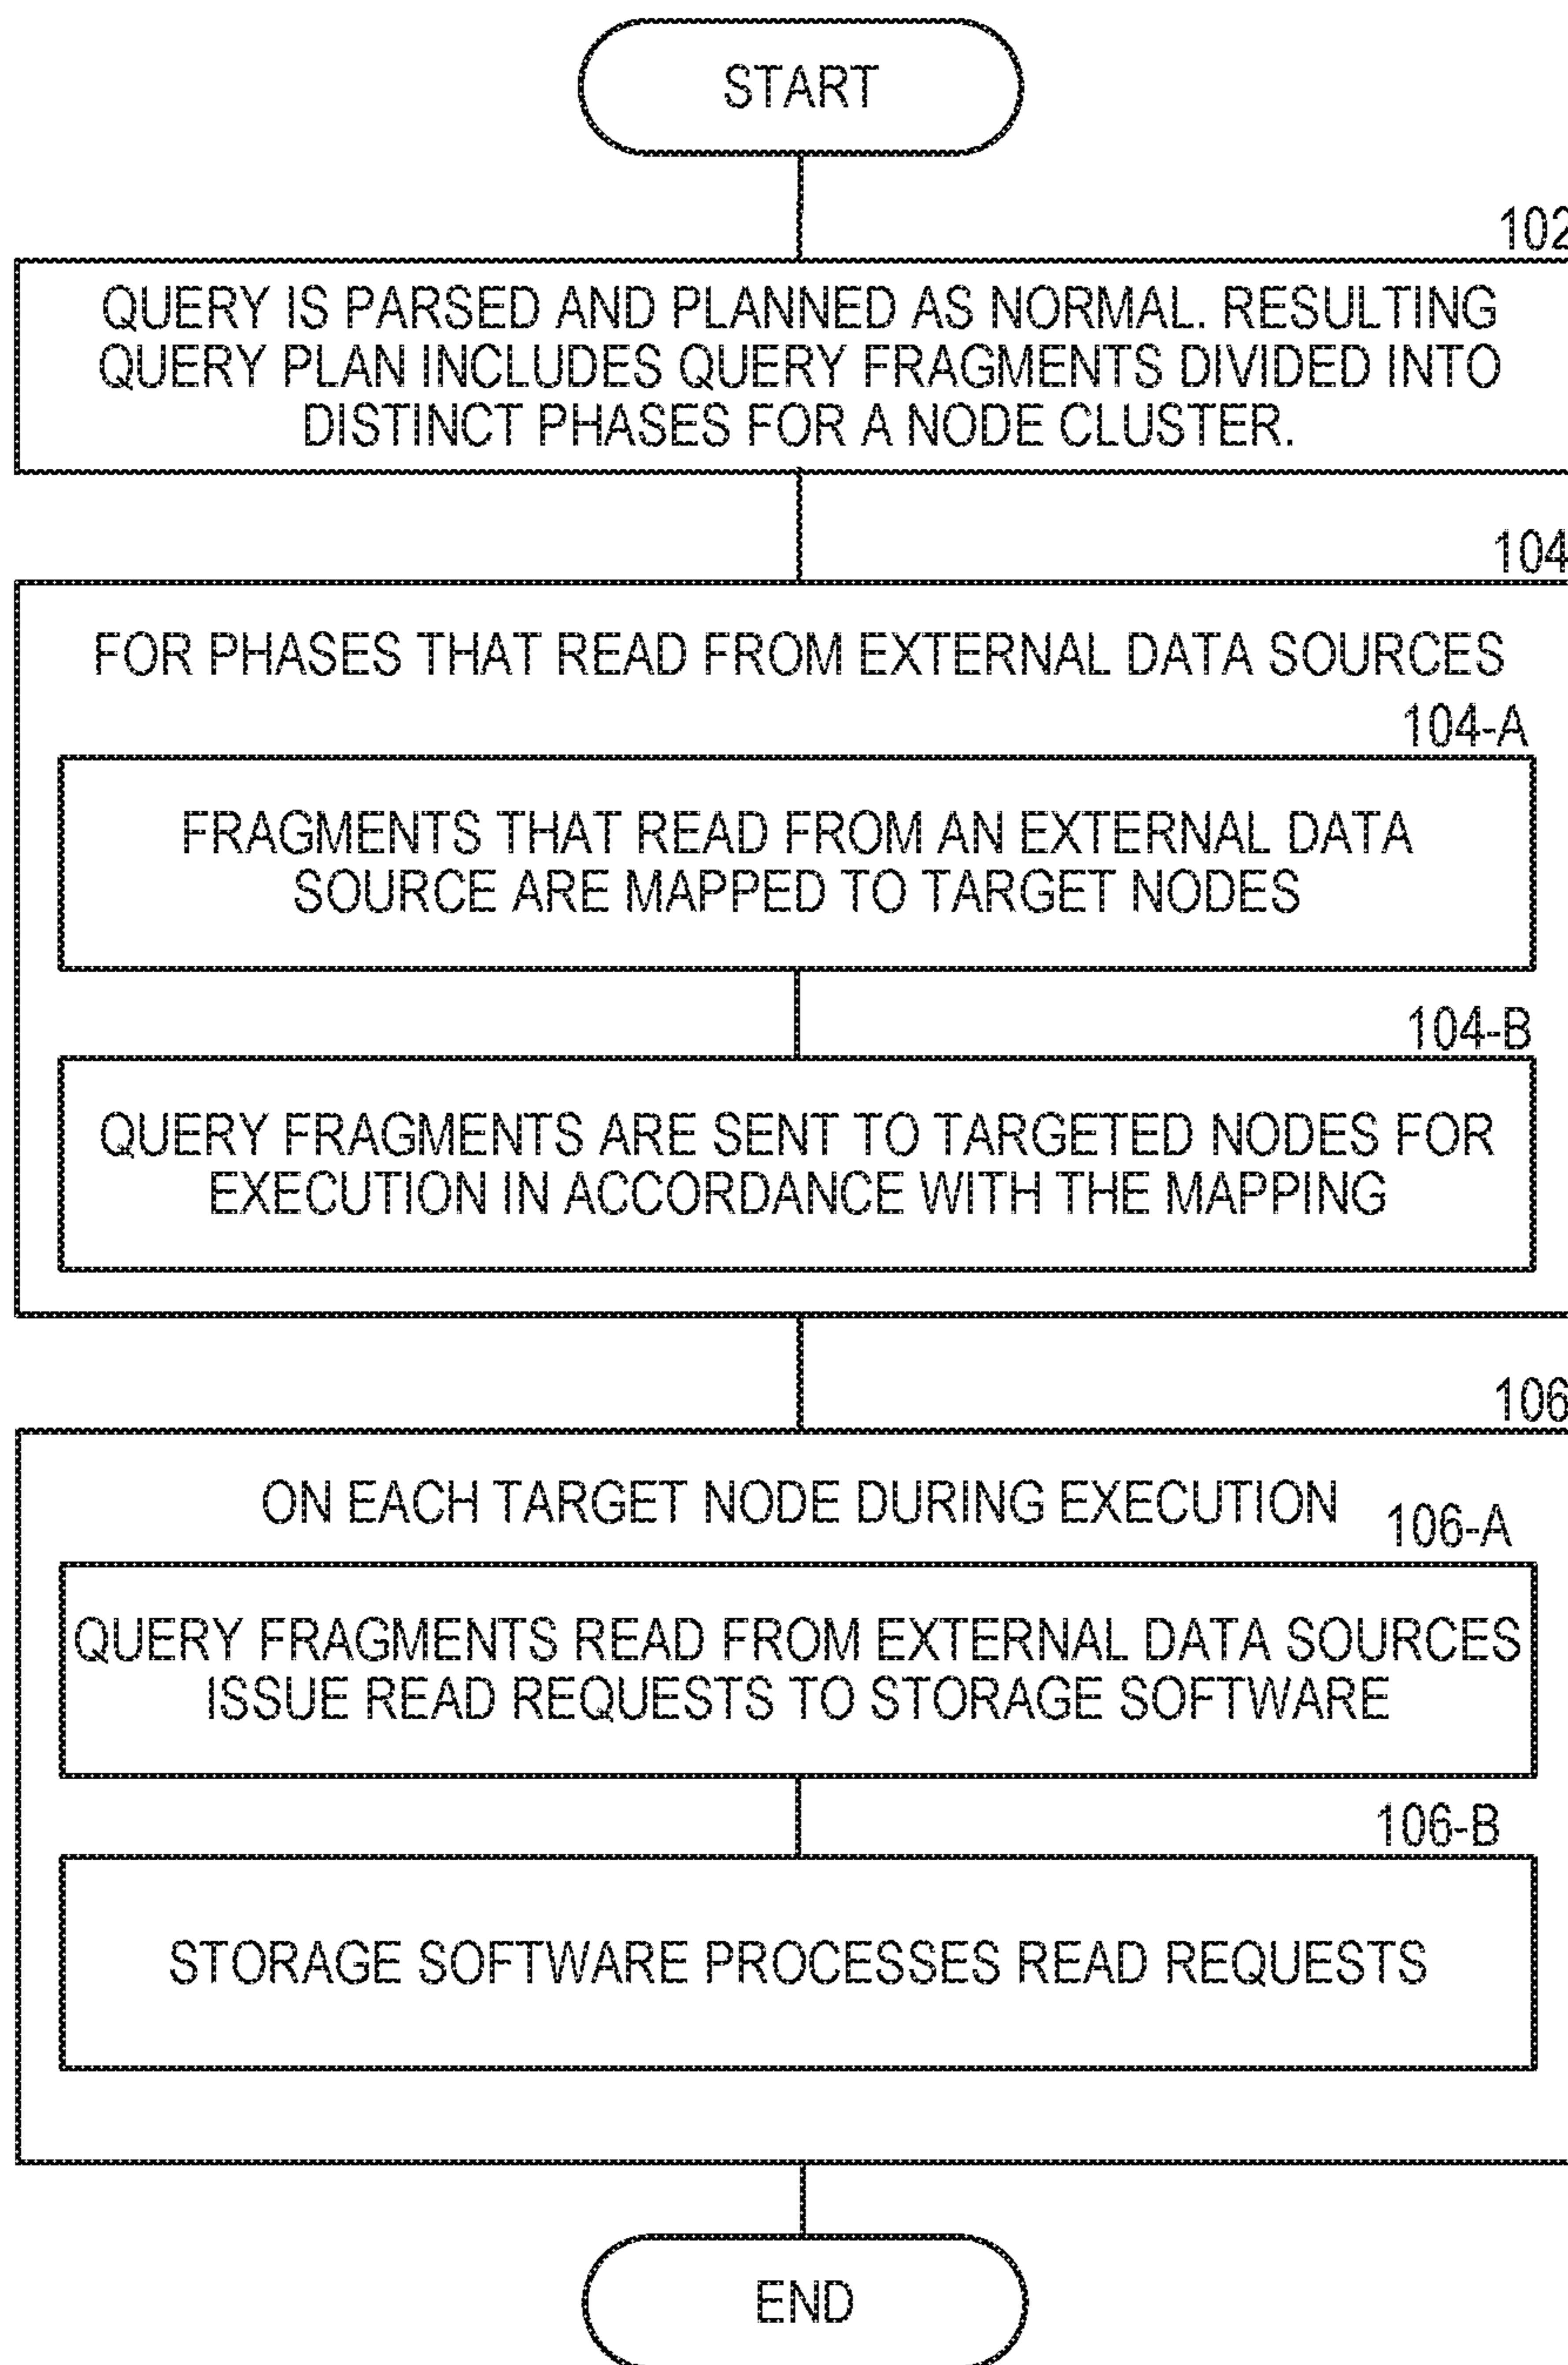 START
102
QUERY IS PARSED AND PLANNED AS NORMAL. RESULTING
QUERY PLAN INCLUDES QUERY FRAGMENTS DIVIDED INTO
DISTINCT PHASES FOR A NODE CLUSTER.
104
FOR PHASES THAT READ FROM EXTERNAL DATA SOURCES
104-A
FRAGMENTS THAT READ FROM AN EXTERNAL DATA
SOURCE ARE MAPPED TO TARGET NODES
104-B
QUERY FRAGMENTS ARE SENT TO TARGETED NODES FOR
EXECUTION IN ACCORDANCE WITH THE MAPPING
106
ON EACH TARGET NODE DURING EXECUTION
106-A
QUERY FRAGMENTS READ FROM EXTERNAL DATA SOURCES
ISSUE READ REQUESTS TO STORAGE SOFTWARE
106-B
STORAGE SOFTWARE PROCESSES READ REQUESTS
END